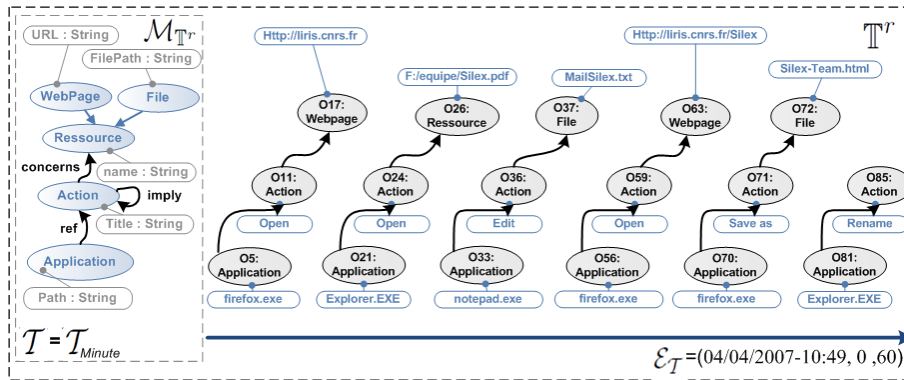 URL : String
M_𝕋r
FilePath : String
WebPage
File
Ressource
concerns
name : String
Action
imply
Title : String
ref
Application
Path : String
T = T_Minute
Http://liris.cnrs.fr
F:/equipe/Silex.pdf
MailSilex.txt
Http://liris.cnrs.fr/Silex
Silex-Team.html
𝕋r
O17:
Webpage
O26:
Ressource
O37:
File
O63:
Webpage
O72:
File
O11:
Action
O24:
Action
O36:
Action
O59:
Action
O71:
Action
O85:
Action
Open
Open
Edit
Open
Save as
Rename
O5:
Application
O21:
Application
O33:
Application
O56:
Application
O70:
Application
O81:
Application
firefox.exe
Explorer.EXE
notepad.exe
firefox.exe
firefox.exe
Explorer.EXE
ℰ_T =(04/04/2007-10:49, 0 ,60)